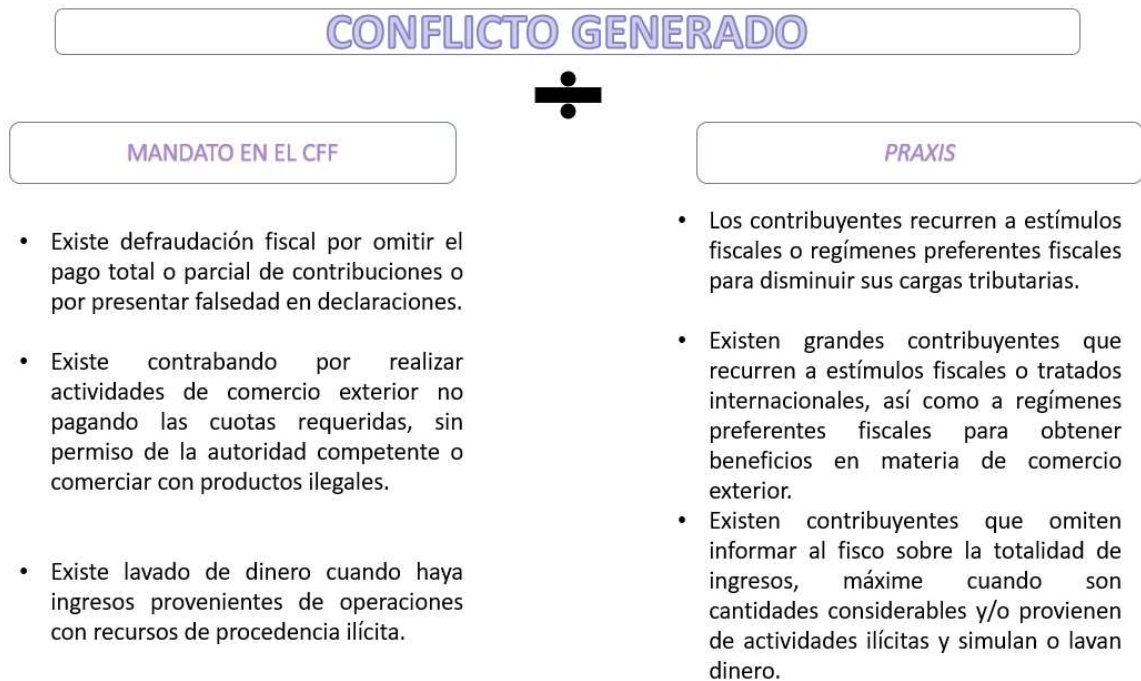 CONFLICTO GENERADO
MANDATO EN EL CFF
• Existe defraudación fiscal por omitir el
pago total o parcial de contribuciones o
por presentar falsedad en declaraciones.
• Existe contrabando por realizar
actividades de comercio exterior no
pagando las cuotas requeridas, sin
permiso de la autoridad competente o
comerciar con productos ilegales.
• Existe lavado de dinero cuando haya
ingresos provenientes de operaciones
con recursos de procedencia ilícita.
PRAXIS
• Los contribuyentes recurren a estímulos
fiscales o regímenes preferentes fiscales
para disminuir sus cargas tributarias.
• Existen grandes contribuyentes que
recurren a estímulos fiscales o tratados
internacionales, así como a regímenes
preferentes fiscales para obtener
beneficios en materia de comercio
exterior.
• Existen contribuyentes que omiten
informar al fisco sobre la totalidad de
ingresos, máxime cuando son
cantidades considerables y/o provienen
de actividades ilícitas y simulan o lavan
dinero.